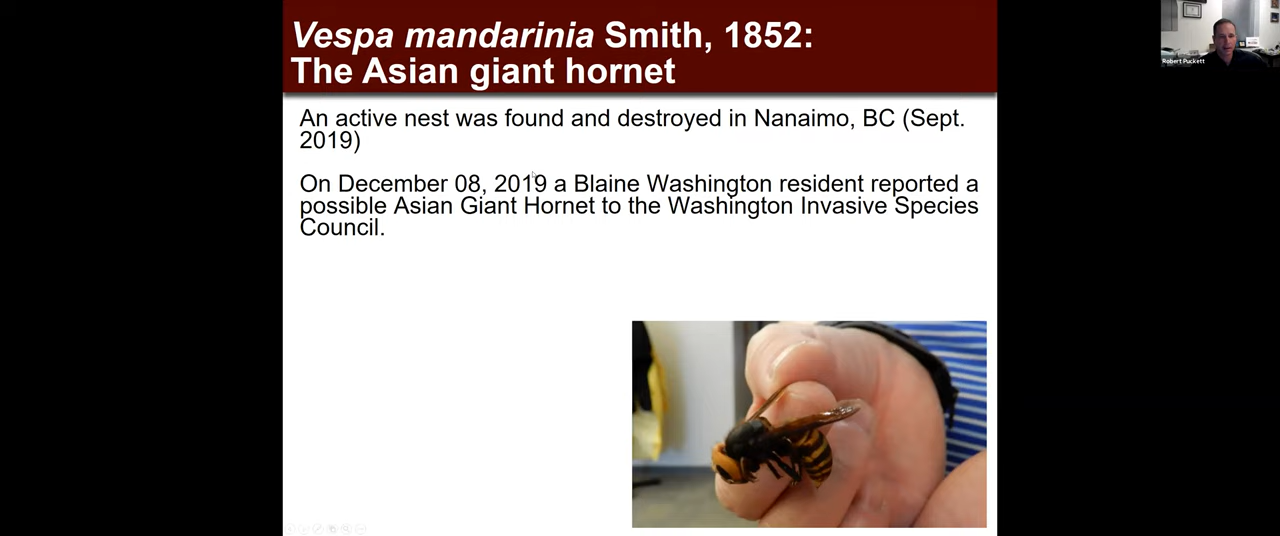 Vespa mandarinia Smith, 1852:
The Asian giant hornet
Robert Puckett
An active nest was found and destroyed in Nanaimo, BC (Sept.
2019)
On December 08, 2019 a Blaine Washington resident reported a
possible Asian Giant Hornet to the Washington Invasive Species
Council.